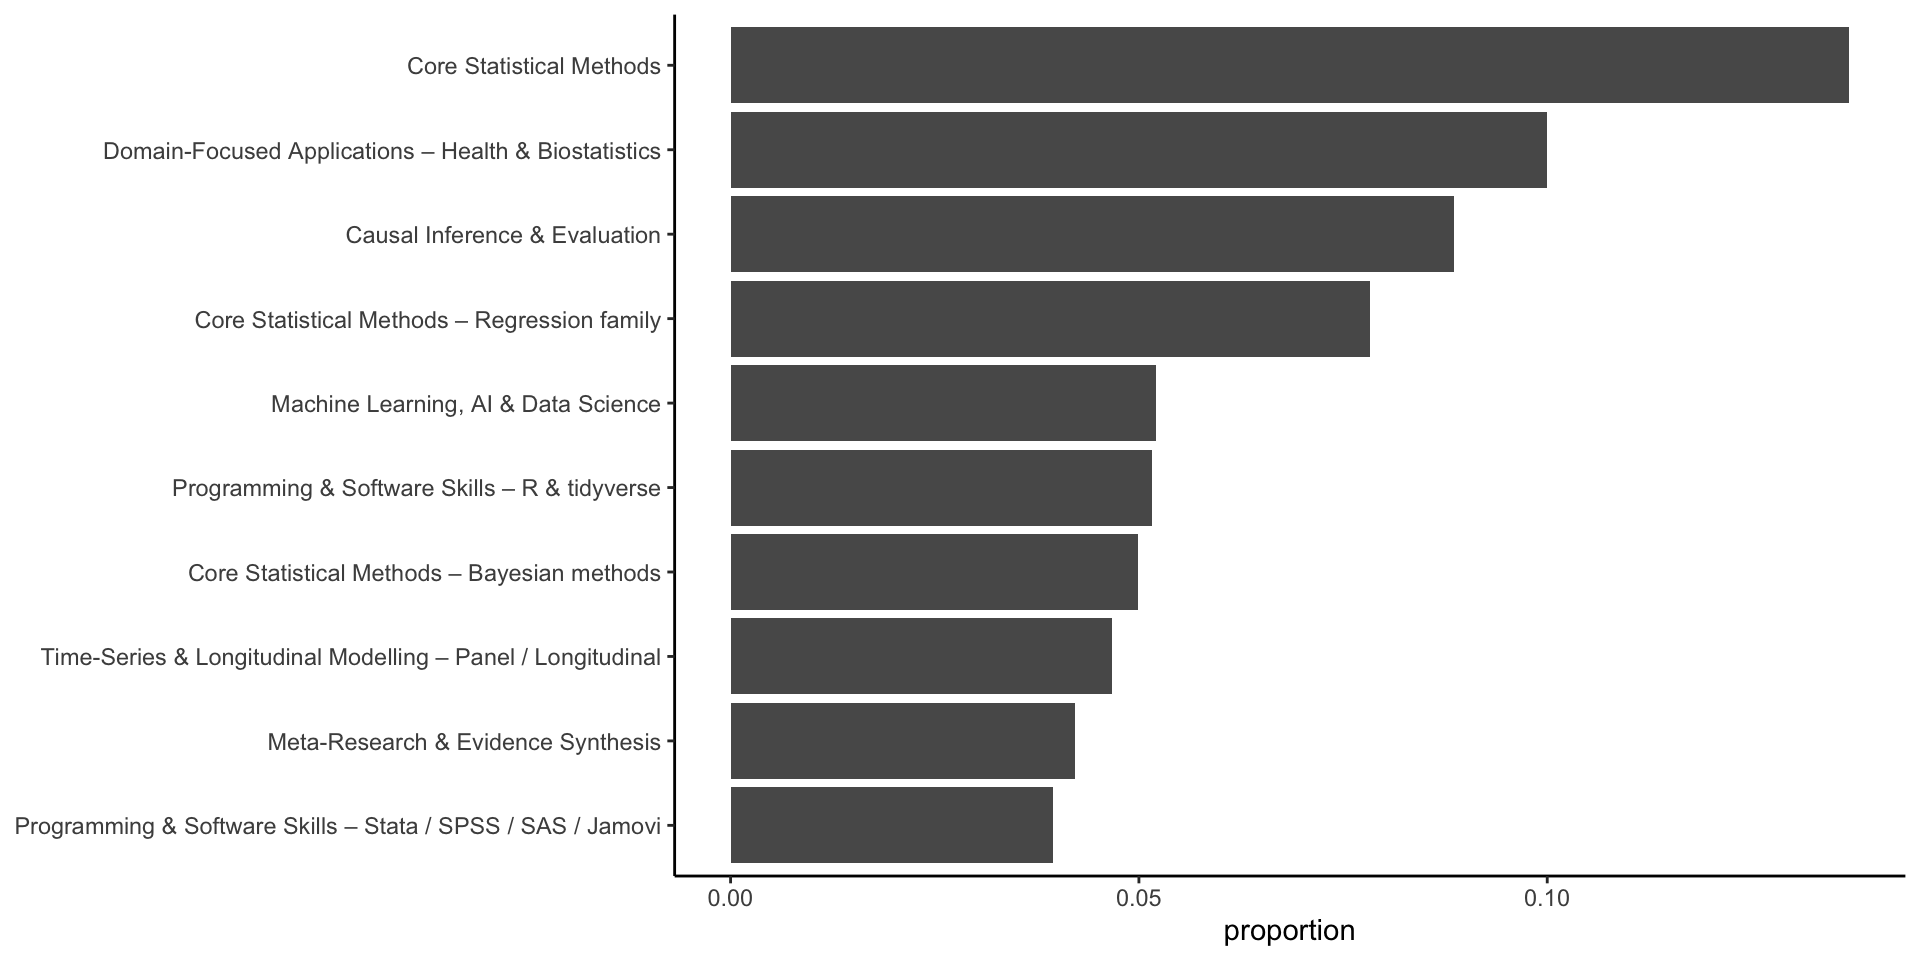 Core Statistical Methods
Domain-Focused Applications – Health & Biostatistics
Causal Inference & Evaluation
Core Statistical Methods – Regression family
Machine Learning, AI & Data Science
Programming & Software Skills – R & tidyverse
Core Statistical Methods – Bayesian methods
Time-Series & Longitudinal Modelling – Panel / Longitudinal
Meta-Research & Evidence Synthesis
Programming & Software Skills – Stata / SPSS / SAS / Jamovi
0.00 0.05 0.10
proportion